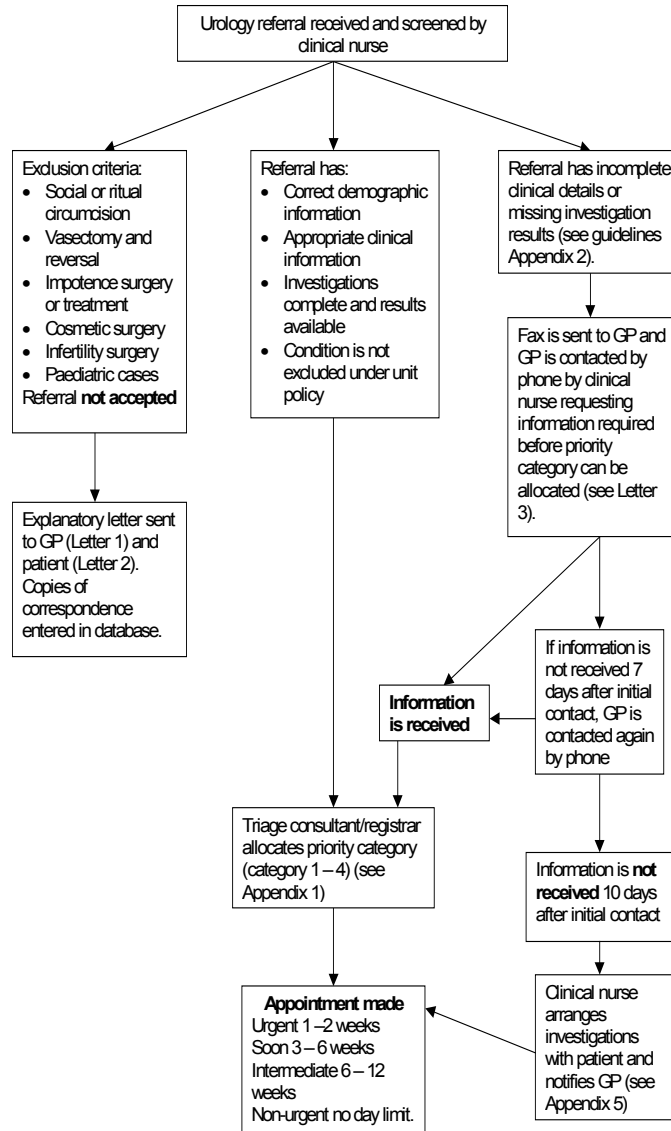 Urology referral received and screened by
clinical nurse
Exclusion criteria:
• Social or ritual
circumcision
• Vasectomy and
reversal
• Impotence surgery
or treatment
• Cosmetic surgery
• Infertility surgery
• Paediatric cases
Referral not accepted
Referral has:
• Correct demographic
information
• Appropriate clinical
information
• Investigations
complete and results
available
• Condition is not
excluded under unit
policy
Referral has incomplete
clinical details or
missing investigation
results (see guidelines
Appendix 2).
Fax is sent to GP and
GP is contacted by
phone by clinical
nurse requesting
information required
before priority
category can be
allocated (see Letter
3).
Explanatory letter sent
to GP (Letter 1) and
patient (Letter 2).
Copies of
correspondence
entered in database.
If information is
not received 7
days after initial
contact, GP is
contacted again
by phone
Information
is received
Triage consultant/registrar
allocates priority category
(category 1 – 4) (see
Appendix 1)
Information is not
received 10 days
after initial contact
Clinical nurse
arranges
investigations
with patient and
notifies GP (see
Appendix 5)
Appointment made
Urgent 1 –2 weeks
Soon 3 – 6 weeks
Intermediate 6 – 12
weeks
Non-urgent no day limit.